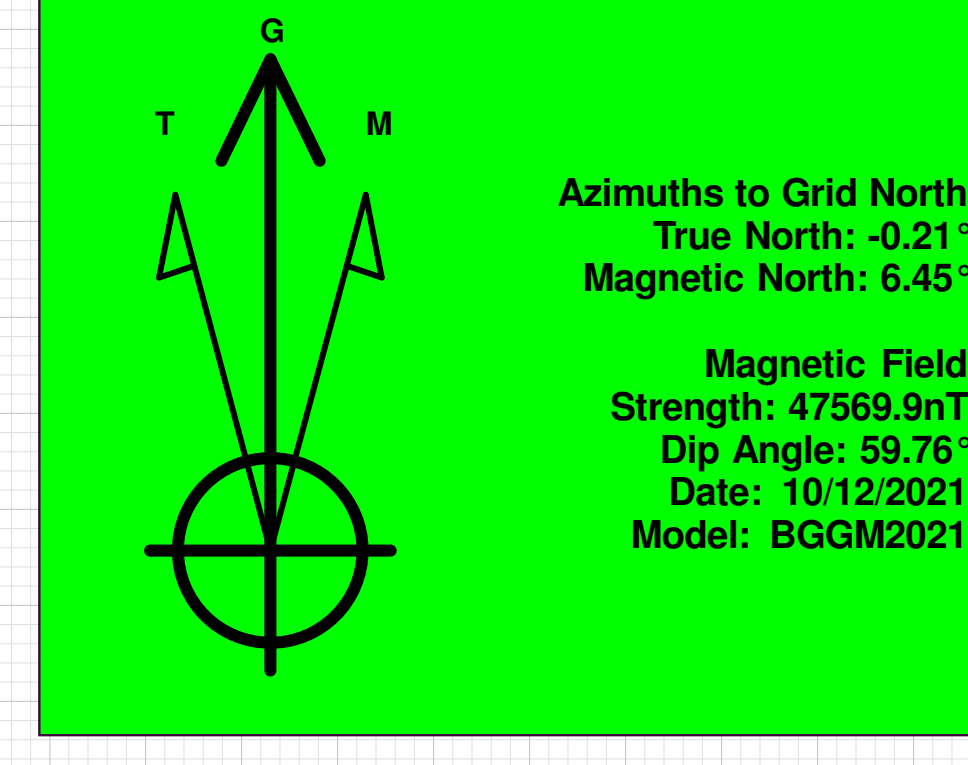 G
T
M
Azimuths to Grid North
True North: -0.21°
Magnetic North: 6.45°
Magnetic Field
Strength: 47569.9nT
Dip Angle: 59.76°
Date: 10/12/2021
Model: BGGM2021